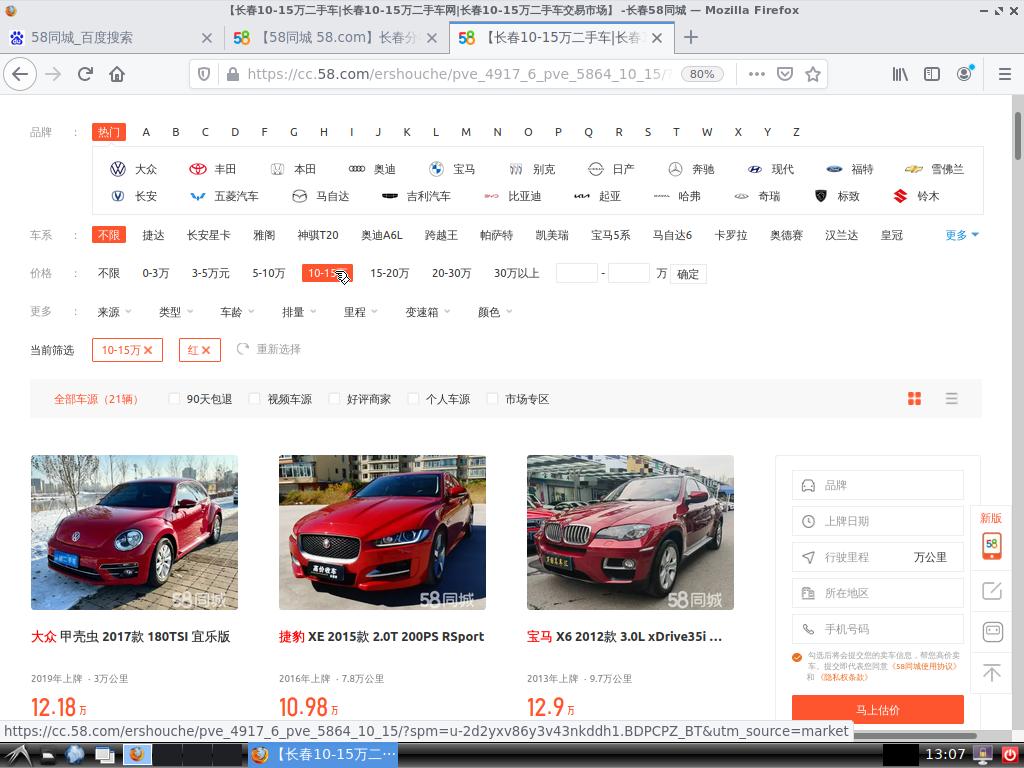 【长春10-15万二手车|长春10-15万二手车网|长春10-15万二手车交易市场】 -长春58同城 — Mozilla Firefox
58同城_百度搜索
【58同城 58.com】长春分
【长春10-15万二手车|长春
https://cc.58.com/ershouche/pve_4917_6_pve_5864_10_15/?
80%
品牌 : 热门 A B C D F G H I J K L M N O P Q R S T W X Y Z
大众 丰田 本田 奥迪 宝马 别克 日产 奔驰 现代 福特 雪佛兰
长安 五菱汽车 马自达 吉利汽车 比亚迪 起亚 哈弗 奇瑞 标致 铃木
车系 : 不限 捷达 长安星卡 雅阁 神骐T20 奥迪A6L 跨越王 帕萨特 凯美瑞 宝马5系 马自达6 卡罗拉 奥德赛 汉兰达 皇冠 更多
价格 : 不限 0-3万 3-5万元 5-10万 10-15万 15-20万 20-30万 30万以上 - 万 确定
更多 : 来源 类型 车龄 排量 里程 变速箱 颜色
当前筛选 10-15万 ✕ 红 ✕ 重新选择
全部车源（21辆） 90天包退 视频车源 好评商家 个人车源 市场专区
58同城
58同城
58同城
高价收车
大众 甲壳虫 2017款 180TSI 宜乐版
捷豹 XE 2015款 2.0T 200PS RSport
宝马 X6 2012款 3.0L xDrive35i ...
2019年上牌 · 3万公里
2016年上牌 · 7.8万公里
2013年上牌 · 9.7万公里
12.18万
10.98万
12.9万
品牌
上牌日期
行驶里程 万公里
所在地区
手机号码
勾选后将会提交您的卖车信息，帮您高价卖
车。提交即代表您同意《58同城使用协议》
和《隐私权条款》
马上估价
新版
58
https://cc.58.com/ershouche/pve_4917_6_pve_5864_10_15/?spm=u-2d2yxv86y3v43nkddh1.BDPCPZ_BT&utm_source=market
【长春10-15万二···
13:07